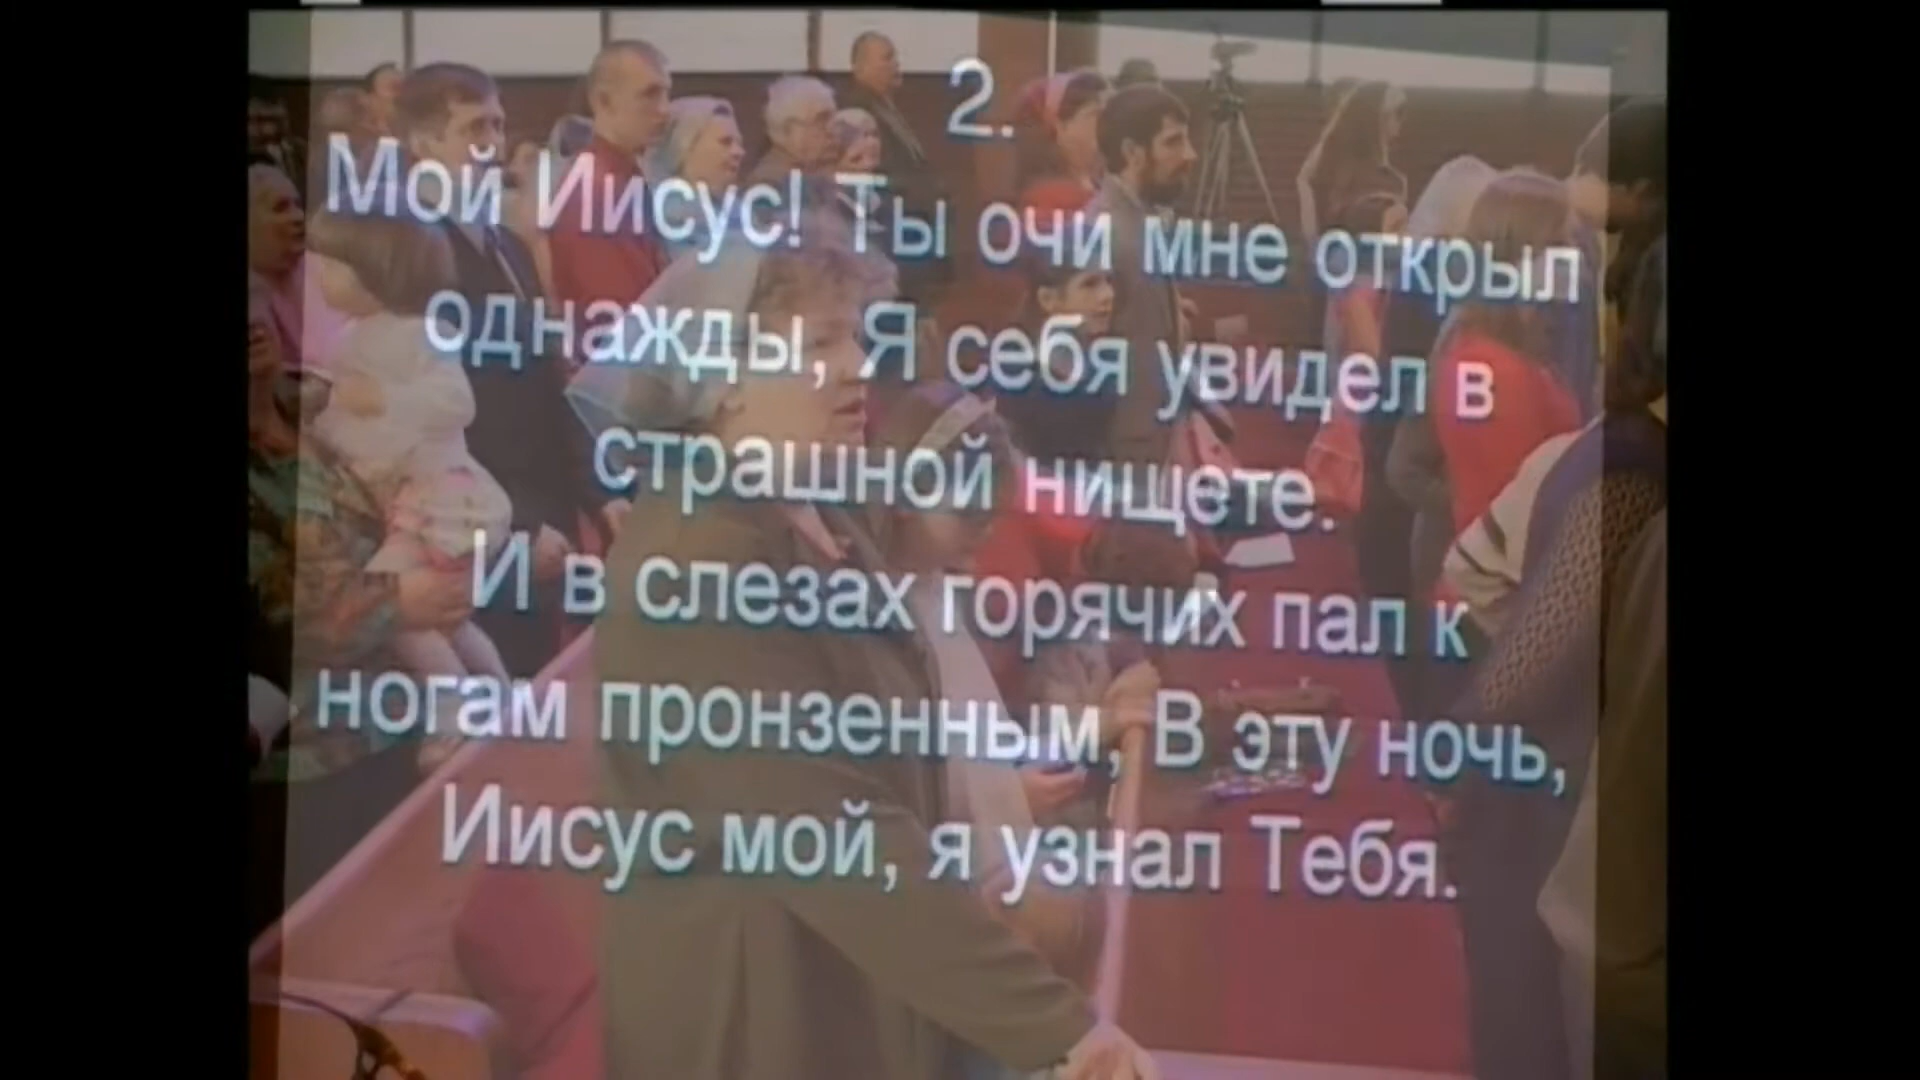 2.
Мой Иисус! Ты очи мне открыл
однажды, Я себя увидел в
страшной нищете.
И в слезах горячих пал к
ногам пронзенным, В эту ночь,
Иисус мой, я узнал Тебя.